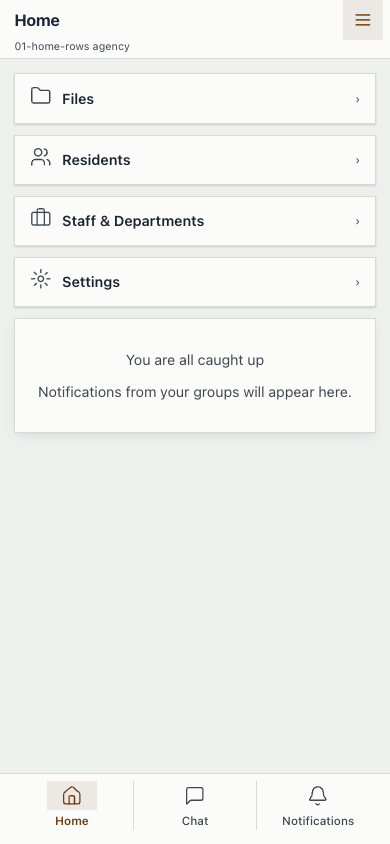 Home
01-home-rows agency
Files
Residents
Staff & Departments
Settings
You are all caught up
Notifications from your groups will appear here.
Home
Chat
Notifications